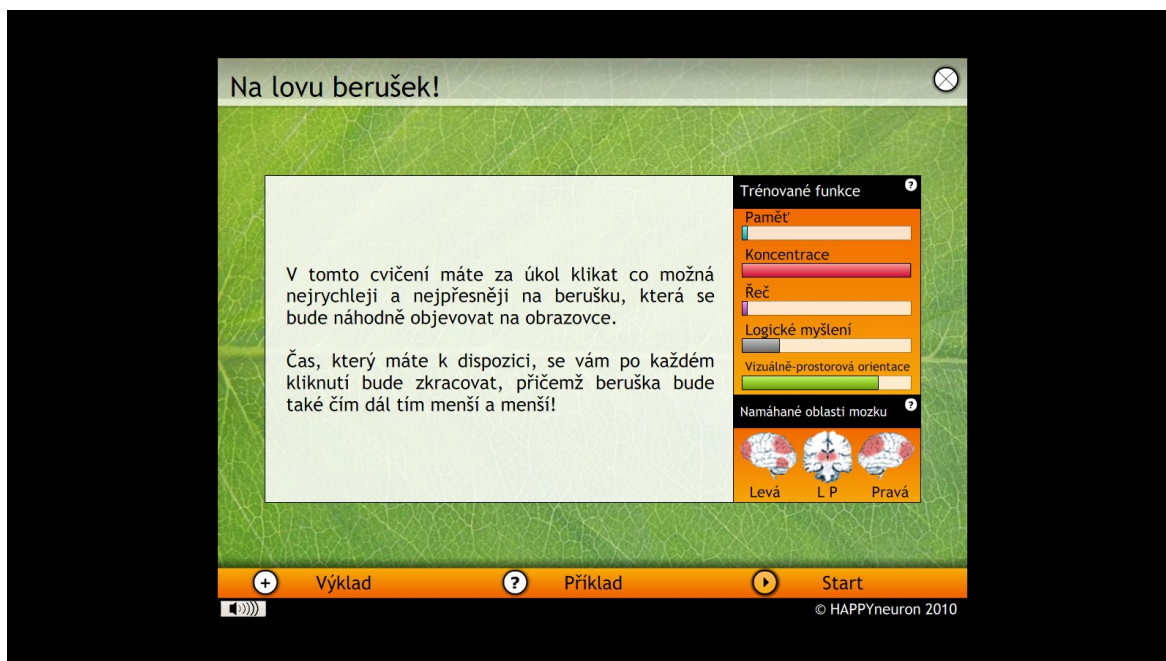 Na lovu berušek!
V tomto cvičení máte za úkol klikat co možná
nejrychleji a nejpřesněji na berušku, která se
bude náhodně objevovat na obrazovce.
Čas, který máte k dispozici, se vám po každém
kliknutí bude zkracovat, přičemž beruška bude
také čím dál tím menší a menší!
Trénované funkce ?
Paměť
Koncentrace
Řeč
Logické myšlení
Vizuálně-prostorová orientace
Namáhané oblasti mozku ?
Levá L P Pravá
+ Výklad ? Příklad Start
© HAPPYneuron 2010